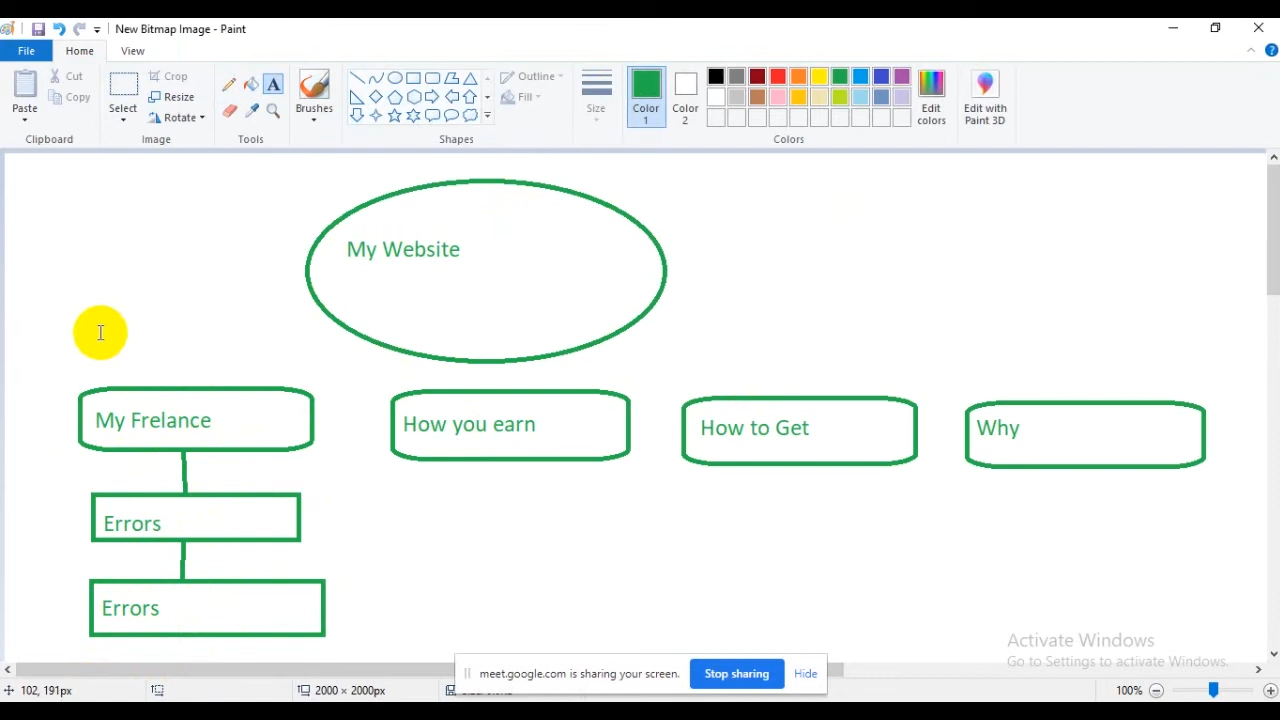 New Bitmap Image - Paint
File Home View
Paste
Cut
Copy
Clipboard
Select
Crop
Resize
Rotate
Image
A
Tools
Brushes
Outline
Fill
Shapes
Size
Color 1
Color 2
Edit colors
Colors
Edit with Paint 3D
My Website
My Frelance
How you earn
How to Get
Why
Errors
Errors
Activate Windows
Go to Settings to activate Windows.
meet.google.com is sharing your screen. Stop sharing Hide
102, 191px
2000 × 2000px
100%